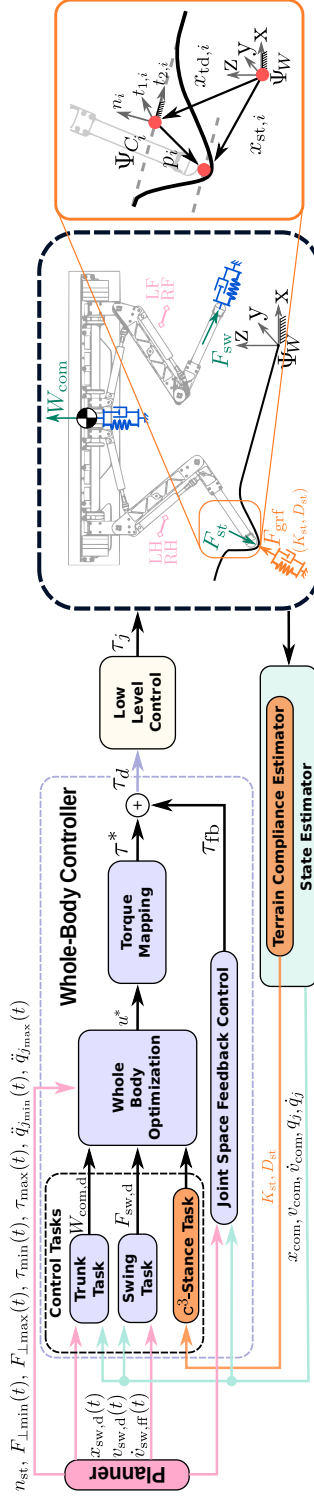 n_st, F_⊥min(t), F_⊥max(t), τ_min(t), τ_max(t), q̈_jmin(t), q̈_jmax(t)
Planner
x_sw,d(t)
v_sw,d(t)
v̇_sw,ff(t)
Whole-Body Controller
Control Tasks
Trunk
Task
Swing
Task
C³-Stance Task
W_com,d
F_sw,d
Whole
Body
Optimization
u*
Torque
Mapping
τ*
+
τ_d
Joint Space Feedback Control
τ_fb
Low
Level
Control
τ_j
K_st, D_st
x_com, v_com, v̇_com, q_j, q̇_j
Terrain Compliance Estimator
State Estimator
W_com
LH
RH
LF
RF
F_st
F_grf
(K_st, D_st)
F_sw
z
y
x
Ψ_W
Ψ_C_i
n_i
t_1,i
t_2,i
p_i
x_td,i
x_st,i
z
y
x
Ψ_W